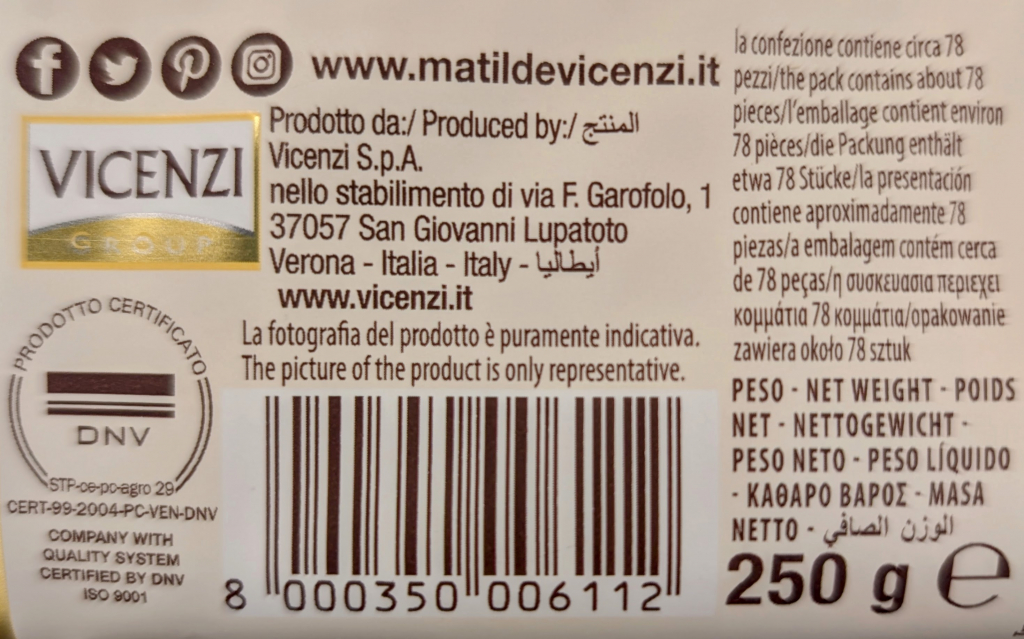 www.matildevicenzi.it
VICENZI
GROUP
Prodotto da:/ Produced by:/ المنتج
Vicenzi S.p.A.
nello stabilimento di via F. Garofolo, 1
37057 San Giovanni Lupatoto
Verona - Italia - Italy - أيطاليا
www.vicenzi.it
La fotografia del prodotto è puramente indicativa.
The picture of the product is only representative.
PRODOTTO CERTIFICATO
DNV
STP-ce-pc-agro 29
CERT-99-2004-PC-VEN-DNV
COMPANY WITH
QUALITY SYSTEM
CERTIFIED BY DNV
ISO 9001
8 000350 006112
la confezione contiene circa 78
pezzi/the pack contains about 78
pieces/l'emballage contient environ
78 pièces/die Packung enthält
etwa 78 Stücke/la presentación
contiene aproximadamente 78
piezas/a embalagem contém cerca
de 78 peças/η συσκευασια περιεχει
κομμάτια 78 κομμάτια/opakowanie
zawiera około 78 sztuk
PESO - NET WEIGHT - POIDS
NET - NETTOGEWICHT -
PESO NETO - PESO LÍQUIDO
- ΚΑΘΑΡΟ ΒΑΡΟΣ - MASA
NETTO - الوزن الصافي
250 g e